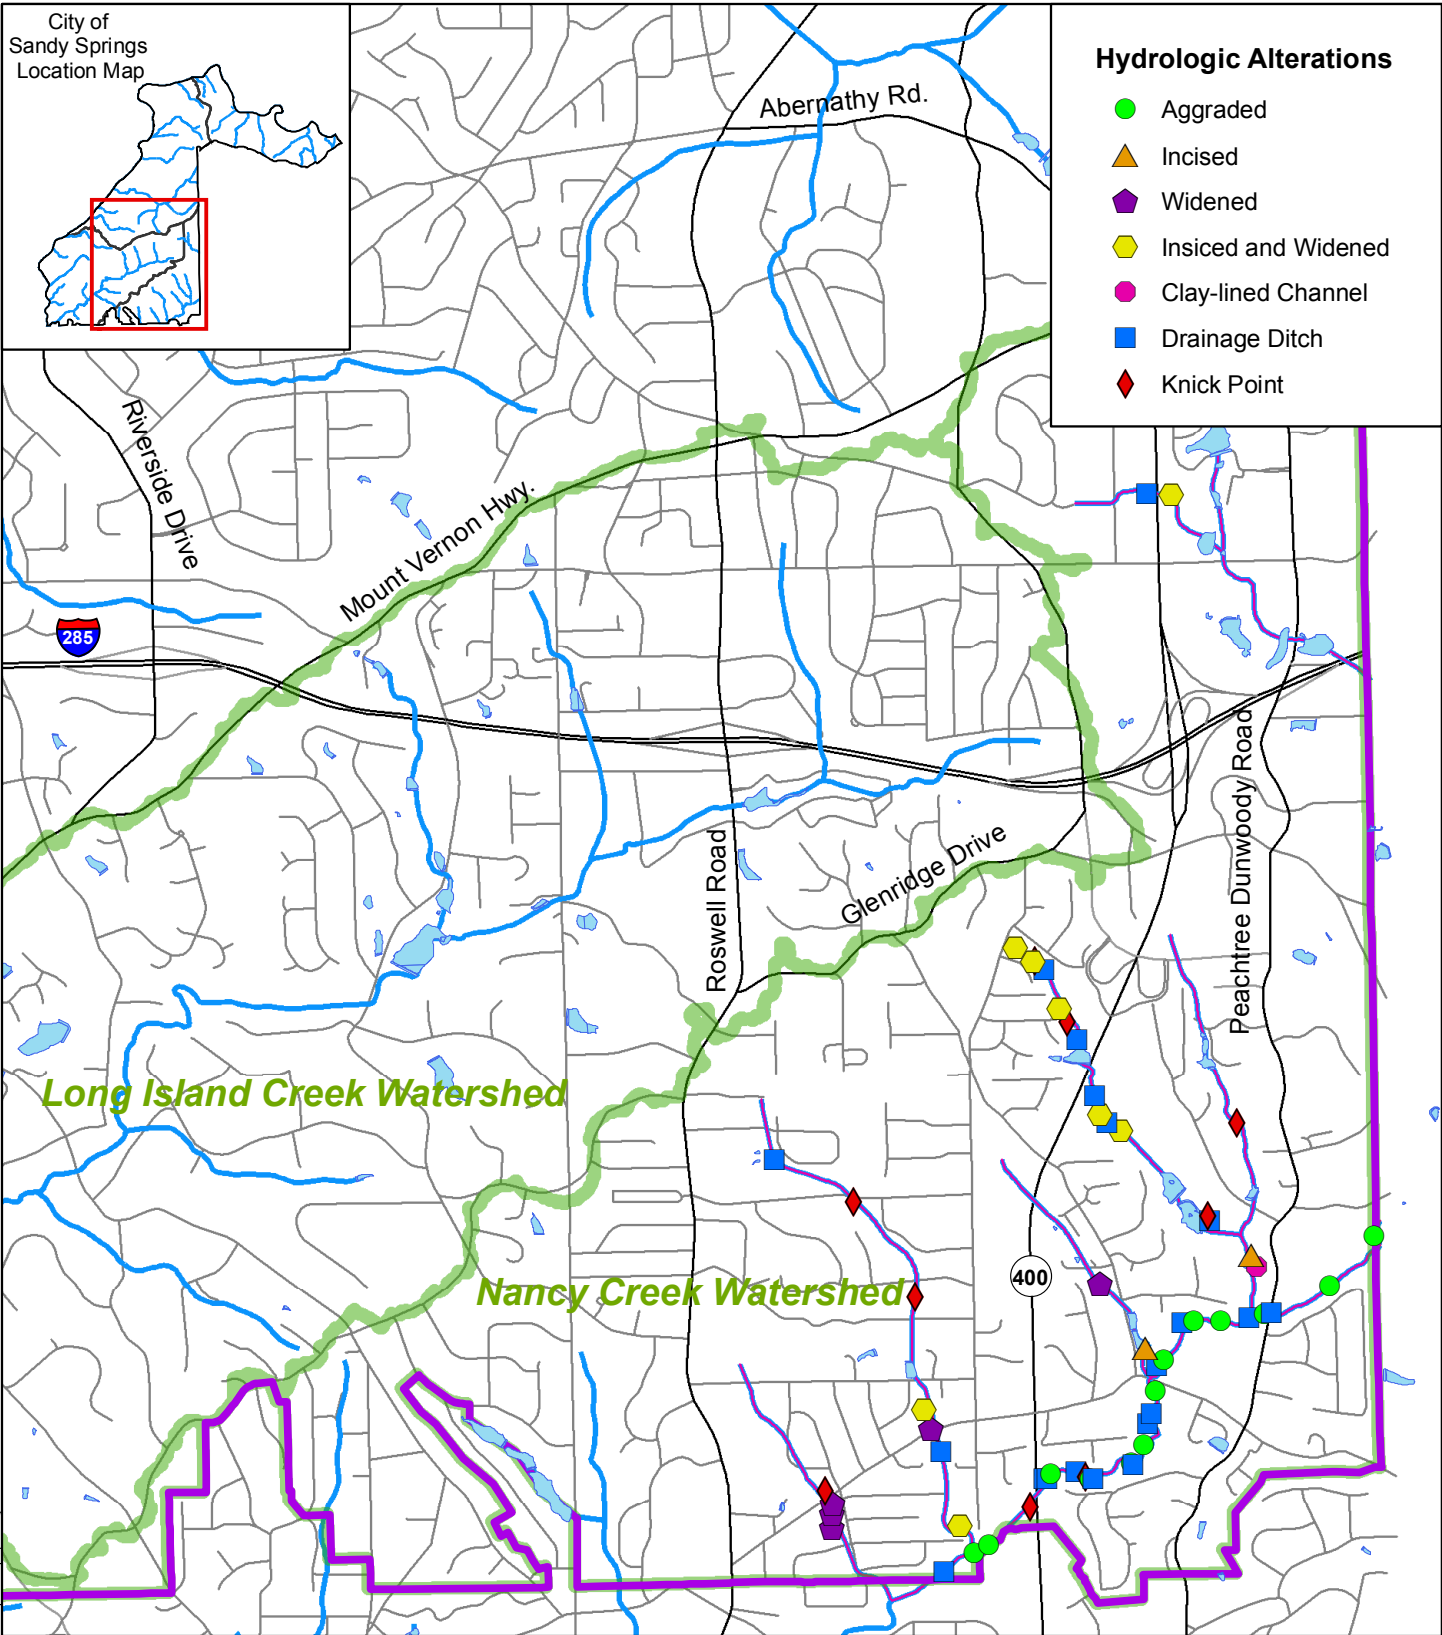 City of
Sandy Springs
Location Map
Hydrologic Alterations
Aggraded
Incised
Widened
Insiced and Widened
Clay-lined Channel
Drainage Ditch
Knick Point
Abernathy Rd.
Riverside Drive
Mount Vernon Hwy.
285
Peachtree Dunwoody Road
Roswell Road
Glenridge Drive
Long Island Creek Watershed
Nancy Creek Watershed
400